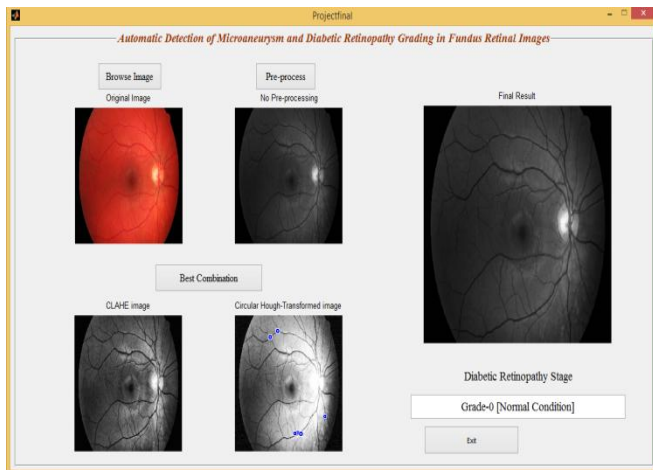 Projectfinal
Automatic Detection of Microaneurysm and Diabetic Retinopathy Grading in Fundus Retinal Images
Browse Image
Pre-process
Original Image
No Pre-processing
Final Result
Best Combination
CLAHE image
Circular Hough-Transformed image
Diabetic Retinopathy Stage
Grade-0 [Normal Condition]
Exit